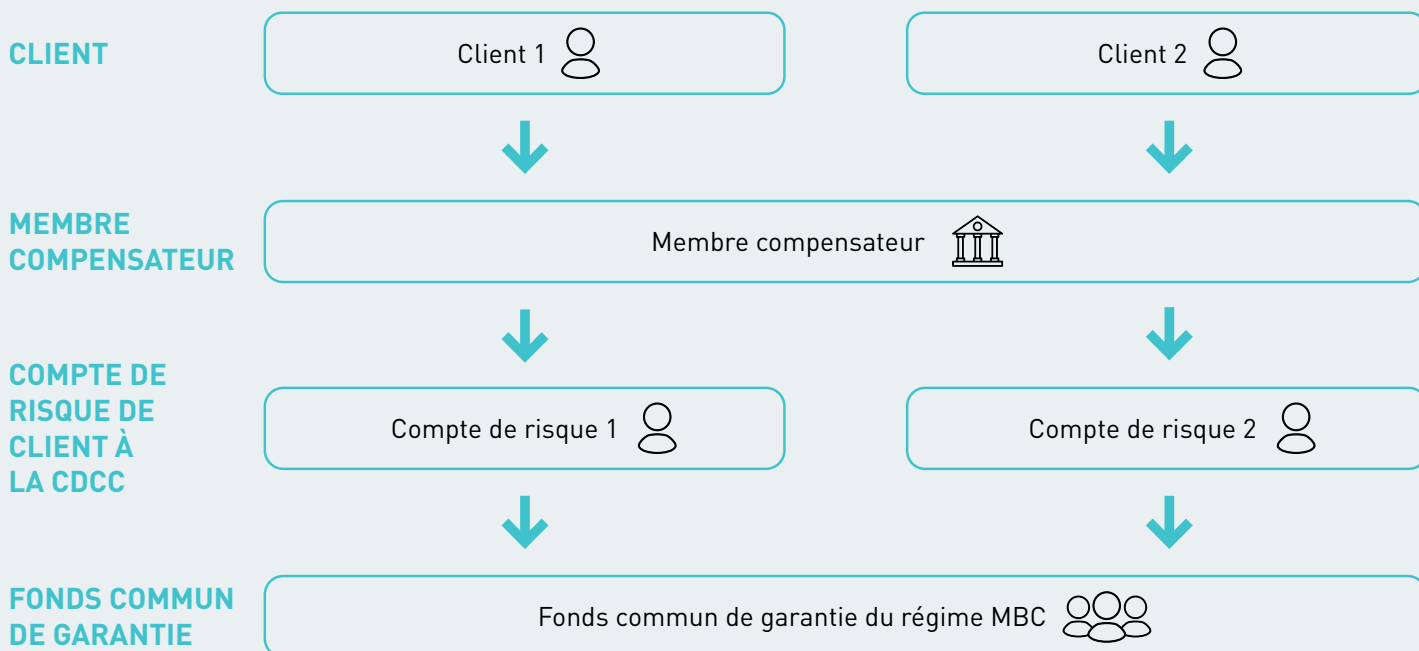 CLIENT
Client 1
Client 2
MEMBRE
COMPENSATEUR
Membre compensateur
COMPTE DE
RISQUE DE
CLIENT À
LA CDCC
Compte de risque 1
Compte de risque 2
FONDS COMMUN
DE GARANTIE
Fonds commun de garantie du régime MBC